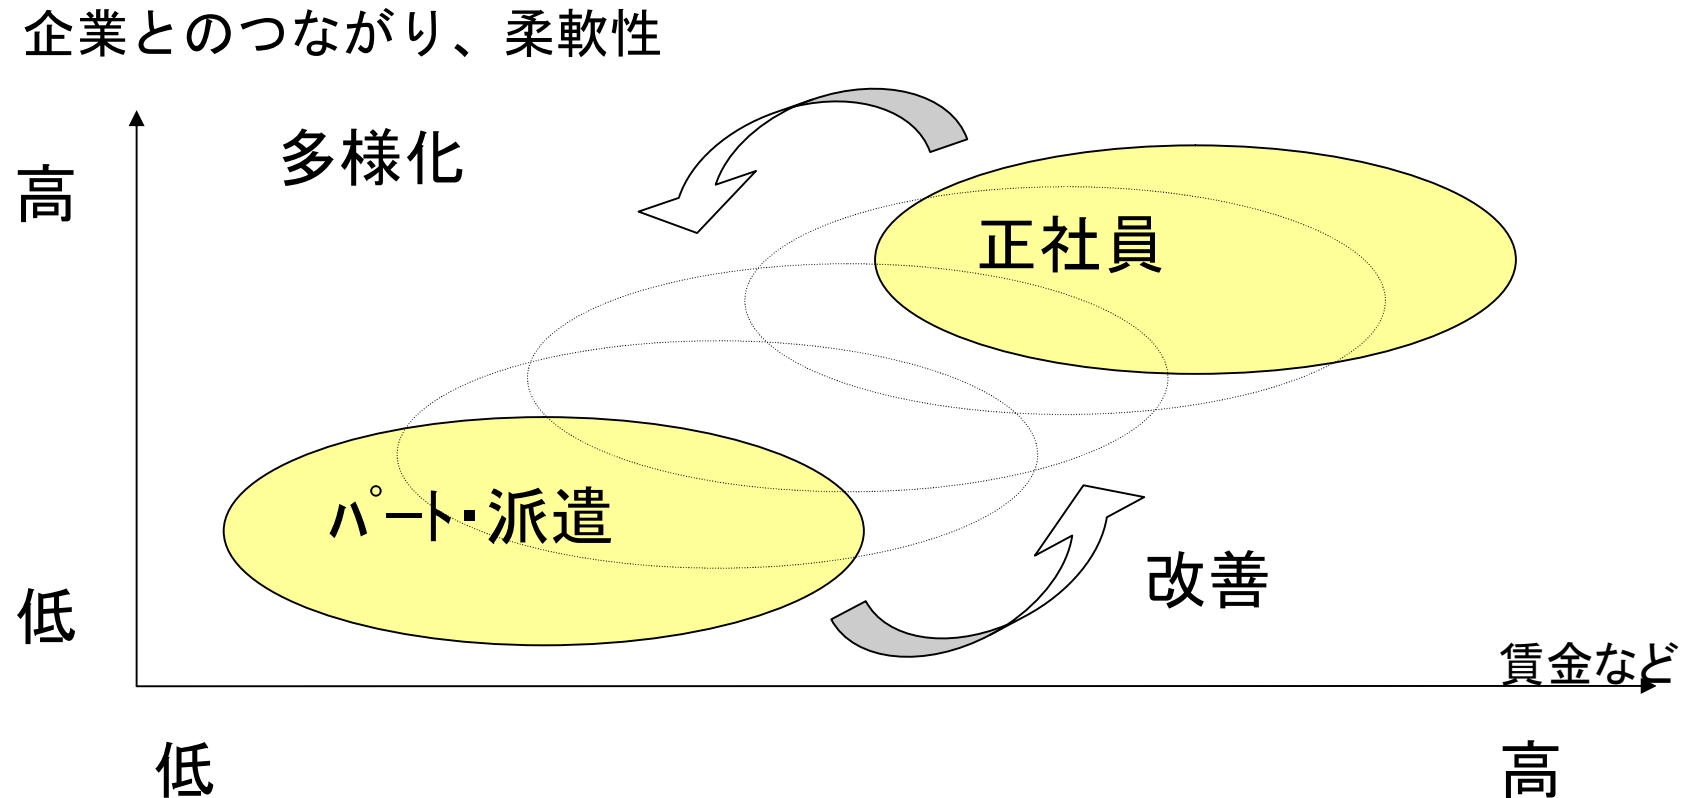 企業とのつながり、柔軟性
多様化
高
正社員
ﾊﾟｰﾄ・派遣
改善
低
賃金など
低
高